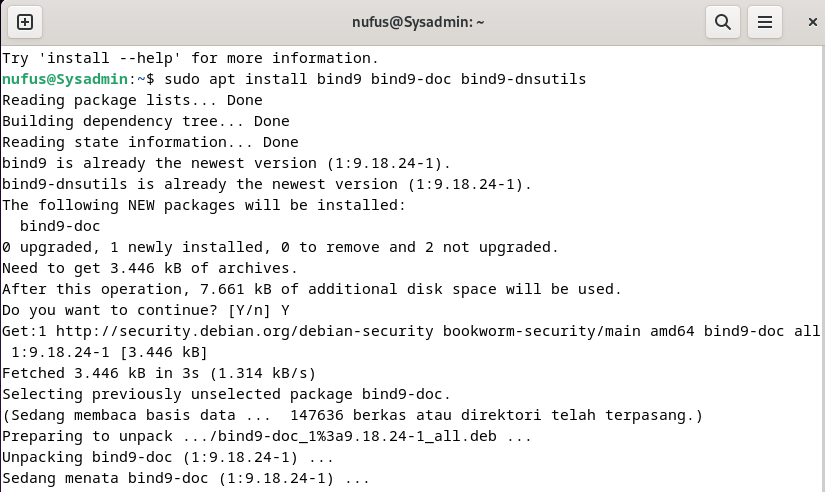 nufus@Sysadmin: ~
Try 'install --help' for more information.
nufus@Sysadmin:~$ sudo apt install bind9 bind9-doc bind9-dnsutils
Reading package lists... Done
Building dependency tree... Done
Reading state information... Done
bind9 is already the newest version (1:9.18.24-1).
bind9-dnsutils is already the newest version (1:9.18.24-1).
The following NEW packages will be installed:
  bind9-doc
0 upgraded, 1 newly installed, 0 to remove and 2 not upgraded.
Need to get 3.446 kB of archives.
After this operation, 7.661 kB of additional disk space will be used.
Do you want to continue? [Y/n] Y
Get:1 http://security.debian.org/debian-security bookworm-security/main amd64 bind9-doc all
 1:9.18.24-1 [3.446 kB]
Fetched 3.446 kB in 3s (1.314 kB/s)
Selecting previously unselected package bind9-doc.
(Sedang membaca basis data ...  147636 berkas atau direktori telah terpasang.)
Preparing to unpack .../bind9-doc_1%3a9.18.24-1_all.deb ...
Unpacking bind9-doc (1:9.18.24-1) ...
Sedang menata bind9-doc (1:9.18.24-1) ...